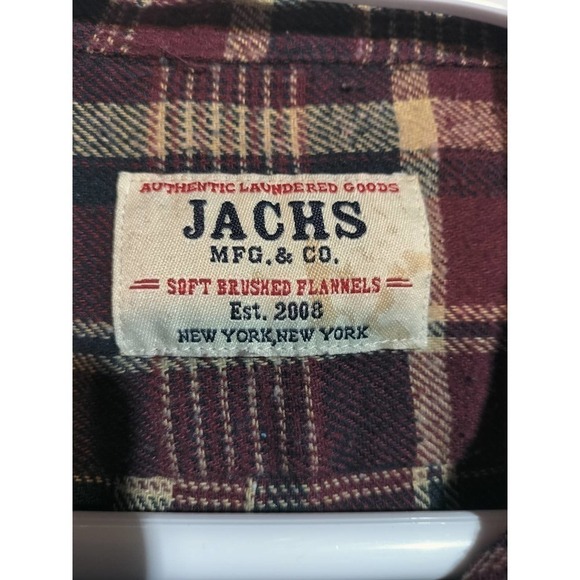 AUTHENTIC LAUNDERED GOODS
JACHS
MFG. & CO.
SOFT BRUSHED FLANNELS
Est. 2008
NEW YORK, NEW YORK